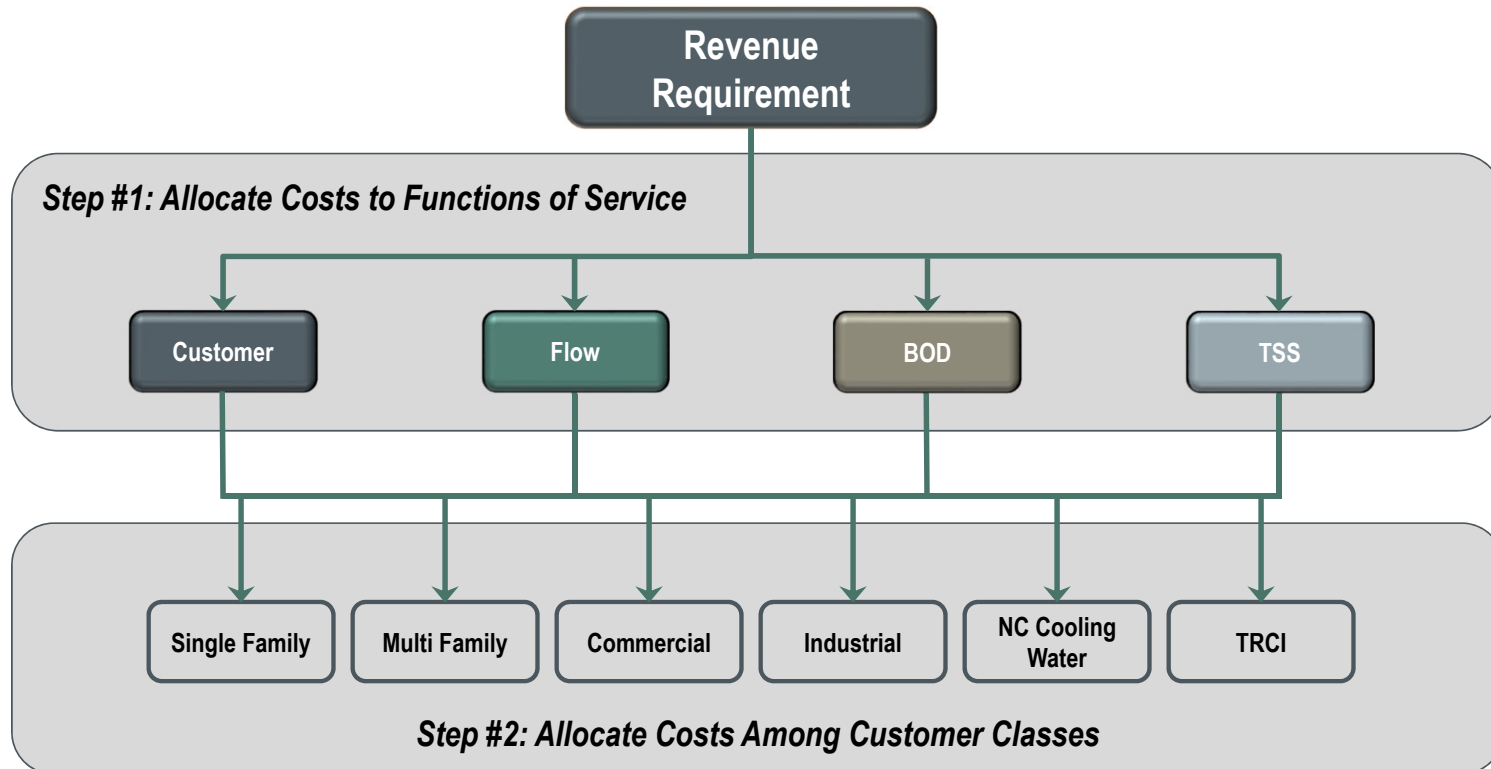 Revenue
Requirement
Step #1: Allocate Costs to Functions of Service
Customer
Flow
BOD
TSS
Single Family
Multi Family
Commercial
Industrial
NC Cooling
Water
TRCI
Step #2: Allocate Costs Among Customer Classes